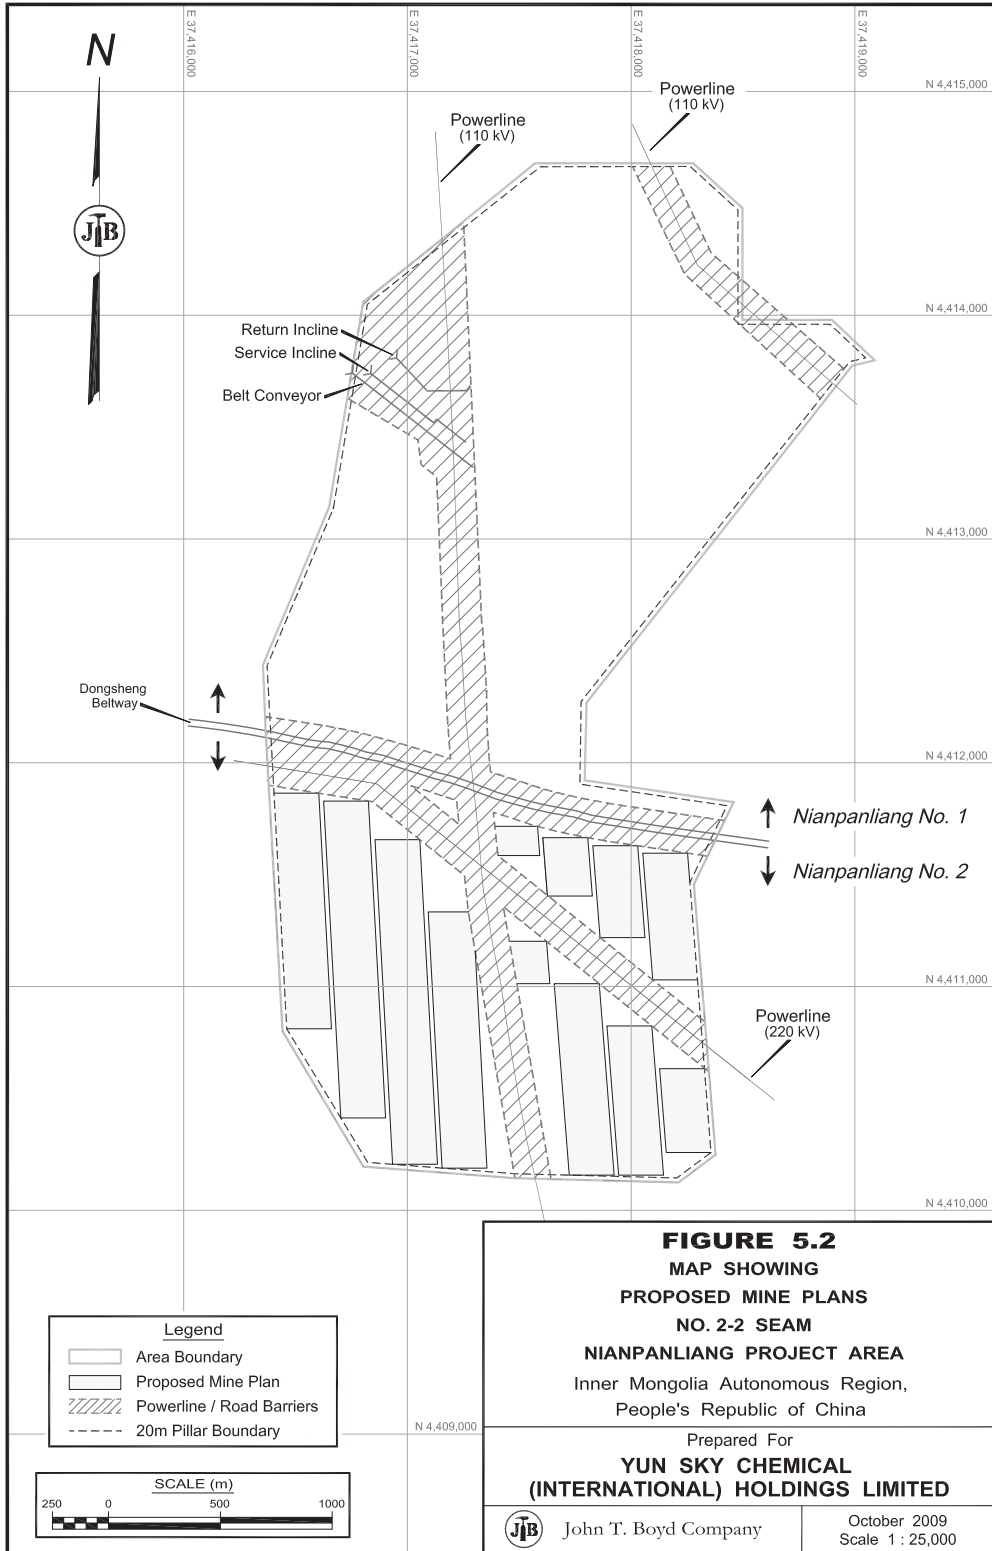 E 37,416,000
E 37,417,000
E 37,418,000
E 37,419,000
N
N 4,415,000
Powerline
(110 kV)
Powerline
(110 kV)
JTB
N 4,414,000
Return Incline
Service Incline
Belt Conveyor
N 4,413,000
Dongsheng
Beltway
N 4,412,000
Nianpanliang No. 1
Nianpanliang No. 2
N 4,411,000
Powerline
(220 kV)
N 4,410,000
N 4,409,000
Legend
Area Boundary
Proposed Mine Plan
Powerline / Road Barriers
20m Pillar Boundary
SCALE (m)
250 0 500 1000
FIGURE 5.2
MAP SHOWING
PROPOSED MINE PLANS
NO. 2-2 SEAM
NIANPANLIANG PROJECT AREA
Inner Mongolia Autonomous Region,
People's Republic of China
Prepared For
YUN SKY CHEMICAL
(INTERNATIONAL) HOLDINGS LIMITED
JTB
John T. Boyd Company
October 2009
Scale 1 : 25,000